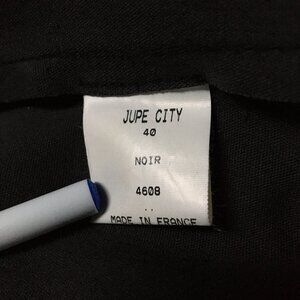 JUPE CITY
40
NOIR
4608
..
MADE IN FRANCE